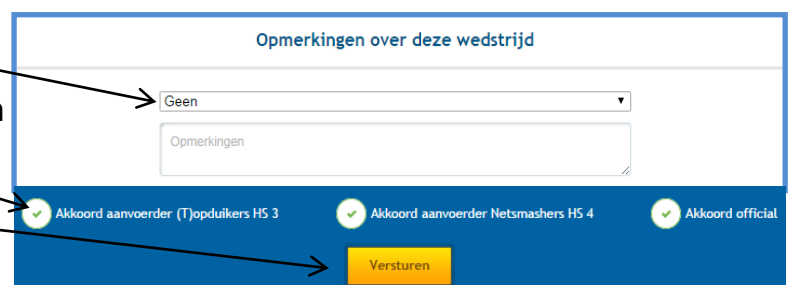 Opmerkingen over deze wedstrijd
Geen
Opmerkingen
Akkoord aanvoerder (T)opduikers HS 3 Akkoord aanvoerder Netsmashers HS 4 Akkoord official
Versturen